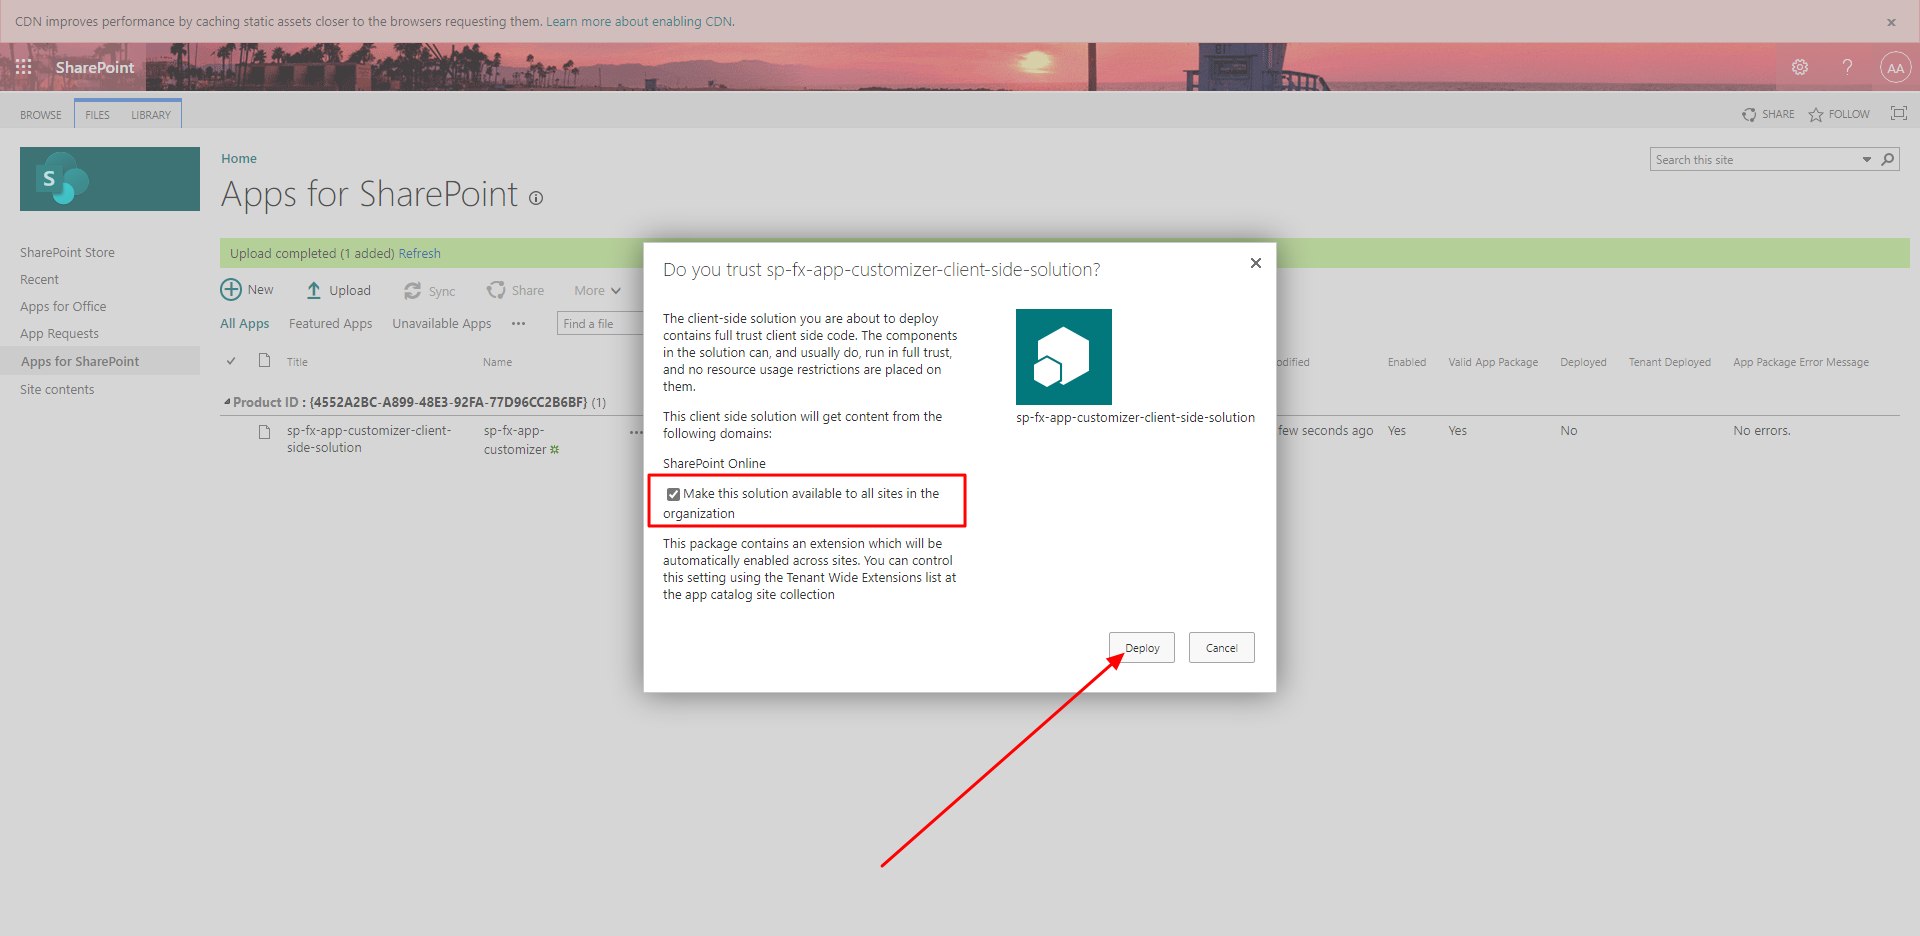 CDN improves performance by caching static assets closer to the browsers requesting them. Learn more about enabling CDN.
SharePoint
AA
BROWSE FILES LIBRARY
SHARE FOLLOW
S
Home
Search this site
Apps for SharePoint
SharePoint Store
Recent
Apps for Office
App Requests
Apps for SharePoint
Site contents
Upload completed (1 added) Refresh
New Upload Sync Share More
All Apps Featured Apps Unavailable Apps ••• Find a file
Title Name odified Enabled Valid App Package Deployed Tenant Deployed App Package Error Message
Product ID : {4552A2BC-A899-48E3-92FA-77D96CC2B6BF} (1)
sp-fx-app-customizer-client-
side-solution
sp-fx-app-
customizer
•••
few seconds ago Yes Yes No No errors.
Do you trust sp-fx-app-customizer-client-side-solution?
The client-side solution you are about to deploy
contains full trust client side code. The components
in the solution can, and usually do, run in full trust,
and no resource usage restrictions are placed on
them.
This client side solution will get content from the
following domains:
SharePoint Online
Make this solution available to all sites in the
organization
This package contains an extension which will be
automatically enabled across sites. You can control
this setting using the Tenant Wide Extensions list at
the app catalog site collection
sp-fx-app-customizer-client-side-solution
Deploy Cancel